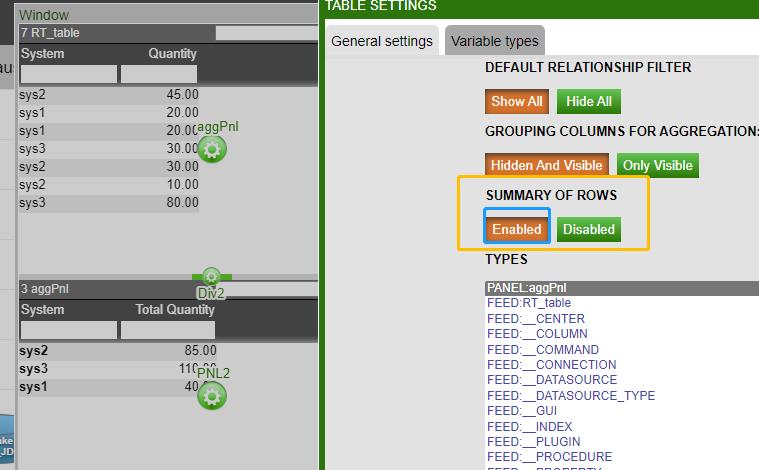 Window
7 RT_table
System Quantity
sys2 45.00
sys1 20.00
sys1 20.00
aggPnl
sys3 30.00
sys2 30.00
sys2 10.00
sys3 80.00
Div2
3 aggPnl
System Total Quantity
sys2 85.00
sys3 110.00
PNL2
sys1 40.
TABLE SETTINGS
General settings Variable types
DEFAULT RELATIONSHIP FILTER
Show All Hide All
GROUPING COLUMNS FOR AGGREGATION:
Hidden And Visible Only Visible
SUMMARY OF ROWS
Enabled Disabled
TYPES
PANEL:aggPnl
FEED:RT_table
FEED:__CENTER
FEED:__COLUMN
FEED:__COMMAND
FEED:__CONNECTION
FEED:__DATASOURCE
FEED:__DATASOURCE_TYPE
FEED:__GUI
FEED:__INDEX
FEED:__PLUGIN
FEED:__PROCEDURE
FEED:__PROPERTY